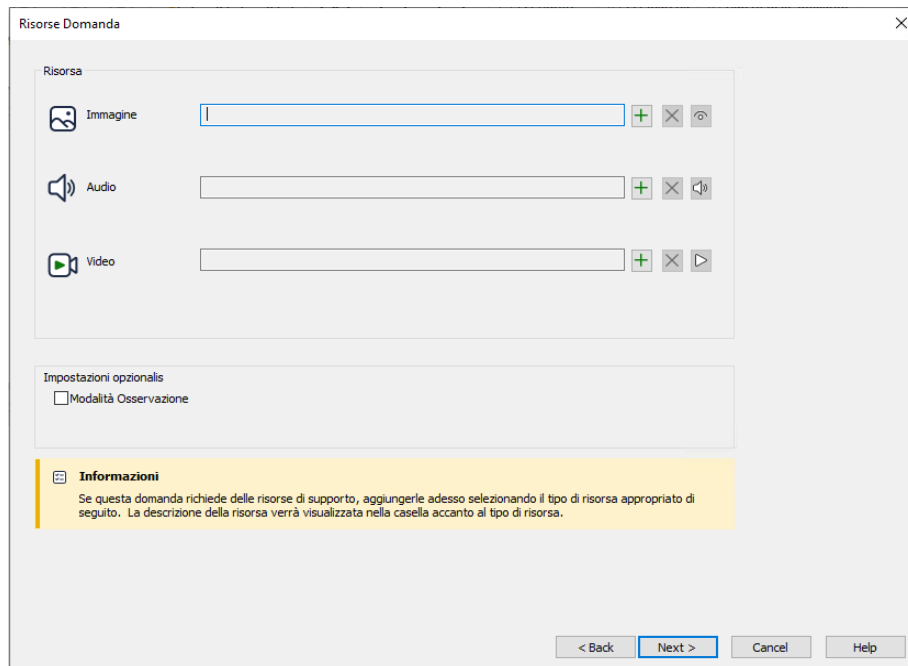 Risorse Domanda
Risorsa
Immagine
Audio
Video
Impostazioni opzionalis
Modalità Osservazione
Informazioni
Se questa domanda richiede delle risorse di supporto, aggiungerle adesso selezionando il tipo di risorsa appropriato di
seguito. La descrizione della risorsa verrà visualizzata nella casella accanto al tipo di risorsa.
< Back
Next >
Cancel
Help